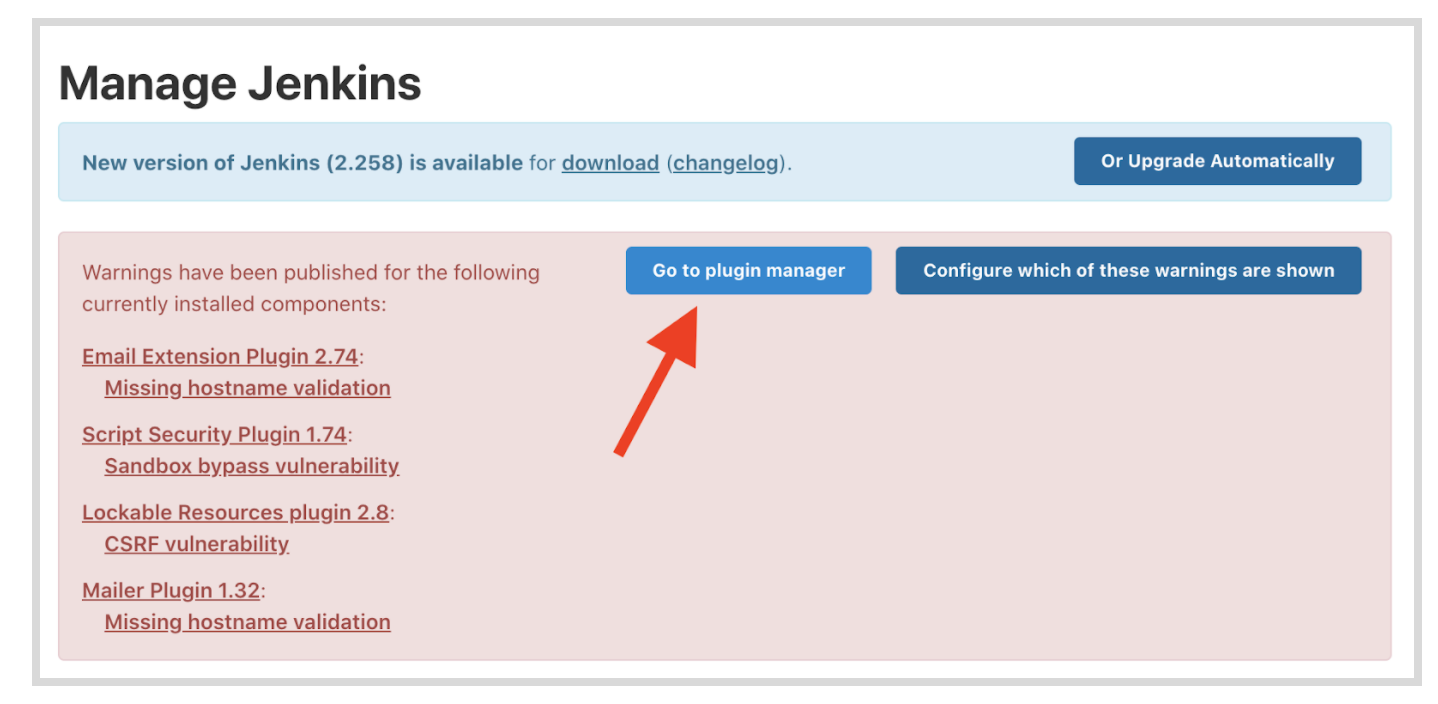 Manage Jenkins
New version of Jenkins (2.258) is available for download (changelog).
Or Upgrade Automatically
Warnings have been published for the following
currently installed components:
Go to plugin manager
Configure which of these warnings are shown
Email Extension Plugin 2.74:
Missing hostname validation
Script Security Plugin 1.74:
Sandbox bypass vulnerability
Lockable Resources plugin 2.8:
CSRF vulnerability
Mailer Plugin 1.32:
Missing hostname validation